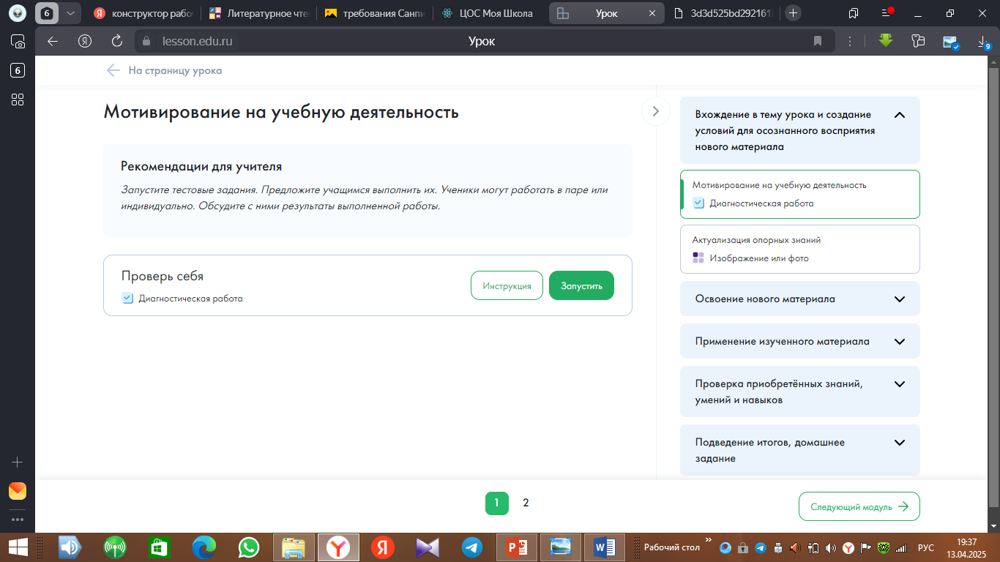 6
конструктор рабо
Литературное чте
требования Санпи
ЦОС Моя Школа
Урок
3d3d525bd292161
lesson.edu.ru
Урок
9
6
На страницу урока
Мотивирование на учебную деятельность
Рекомендации для учителя
Запустите тестовые задания. Предложите учащимся выполнить их. Ученики могут работать в паре или
индивидуально. Обсудите с ними результаты выполненной работы.
Проверь себя
Диагностическая работа
Инструкция
Запустить
Вхождение в тему урока и создание
условий для осознанного восприятия
нового материала
Мотивирование на учебную деятельность
Диагностическая работа
Актуализация опорных знаний
Изображение или фото
Освоение нового материала
Применение изученного материала
Проверка приобретённых знаний,
умений и навыков
Подведение итогов, домашнее
задание
1 2
Следующий модуль
Рабочий стол
РУС
19:37
13.04.2025